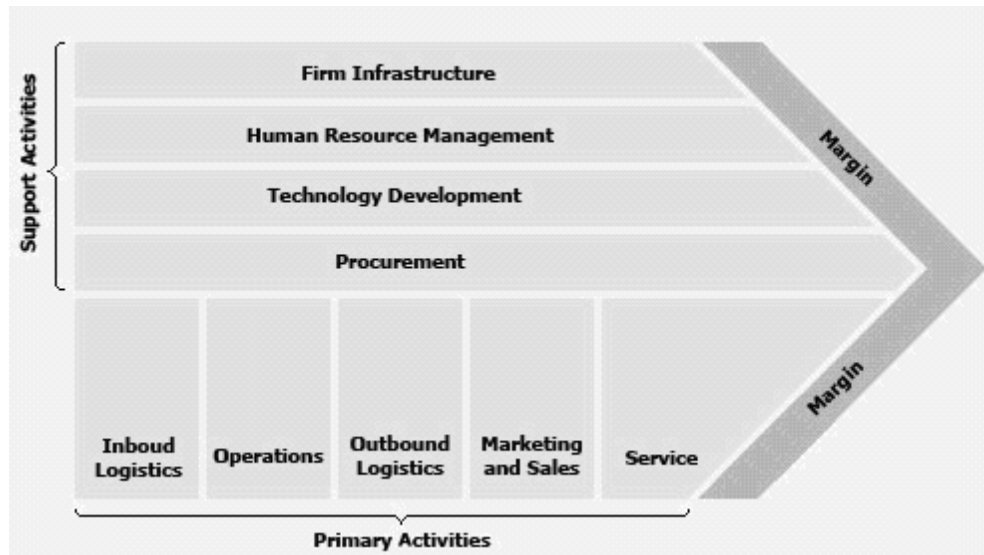 Support Activities
Firm Infrastructure
Human Resource Management
Technology Development
Procurement
Margin
Margin
Inboud
Logistics
Operations
Outbound
Logistics
Marketing
and Sales
Service
Primary Activities